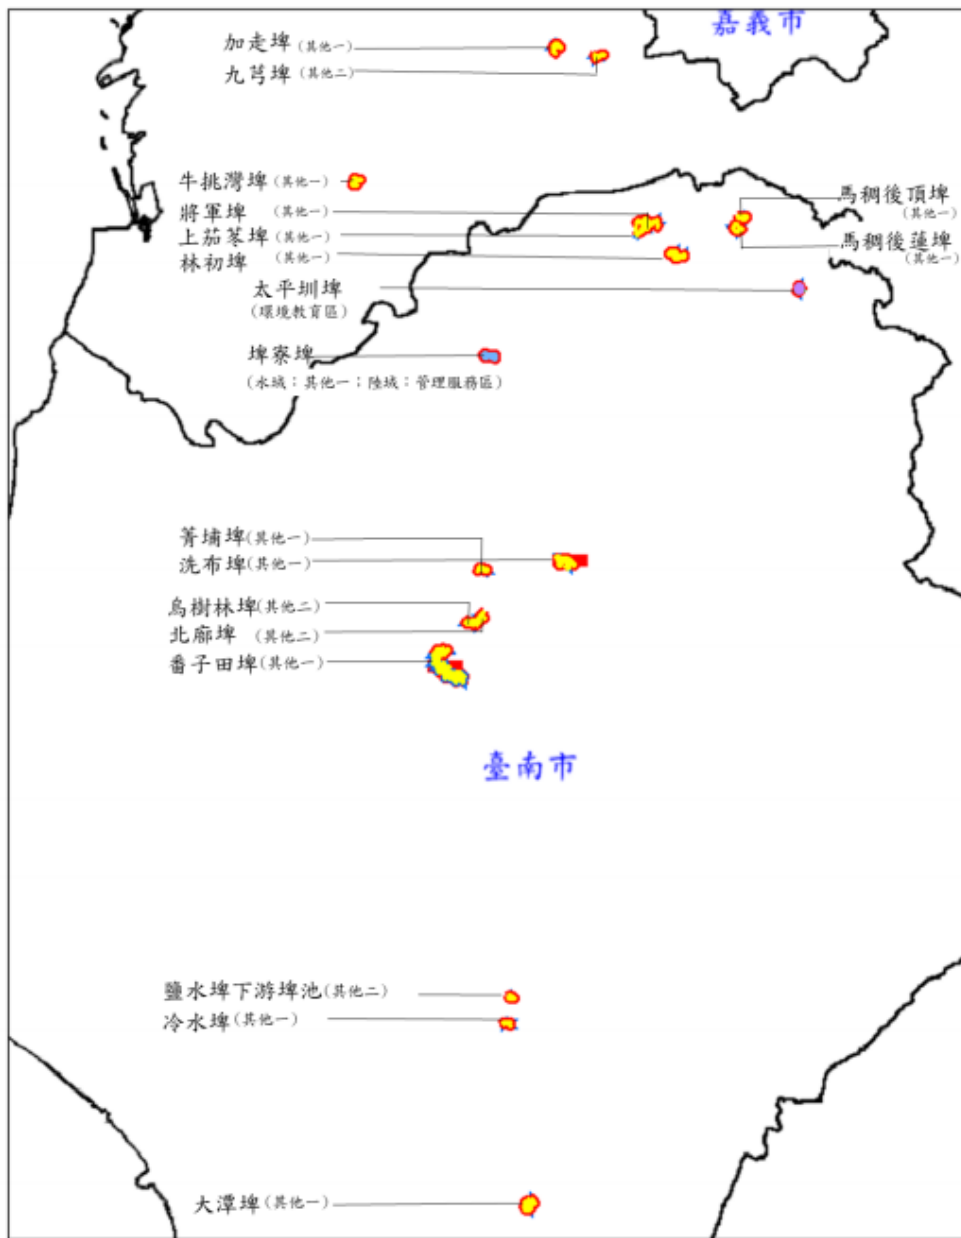 嘉義市
加走埤(其他一)
九芎埤(其他二)
牛挑灣埤(其他一)
將軍埤(其他一)
上茄苳埤(其他一)
林初埤(其他一)
馬稠後頂埤
(其他一)
馬稠後蓮埤
(其他一)
太平圳埤
(環境教育區)
埤寮埤
(水域：其他一；陸域：管理服務區)
菁埔埤(其他一)
洗布埤(其他一)
烏樹林埤(其他二)
北廍埤(其他二)
番子田埤(其他一)
臺南市
鹽水埤下游埤池(其他二)
冷水埤(其他一)
大潭埤(其他一)